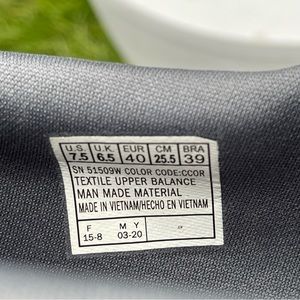 U.S. U.K. EUR CM BRA
7.5 6.5 40 25.5 39
SN 51509W COLOR CODE:CCOR
TEXTILE UPPER BALANCE
MAN MADE MATERIAL
MADE IN VIETNAM/HECHO EN VIETNAM
F M Y
15-8 03-20